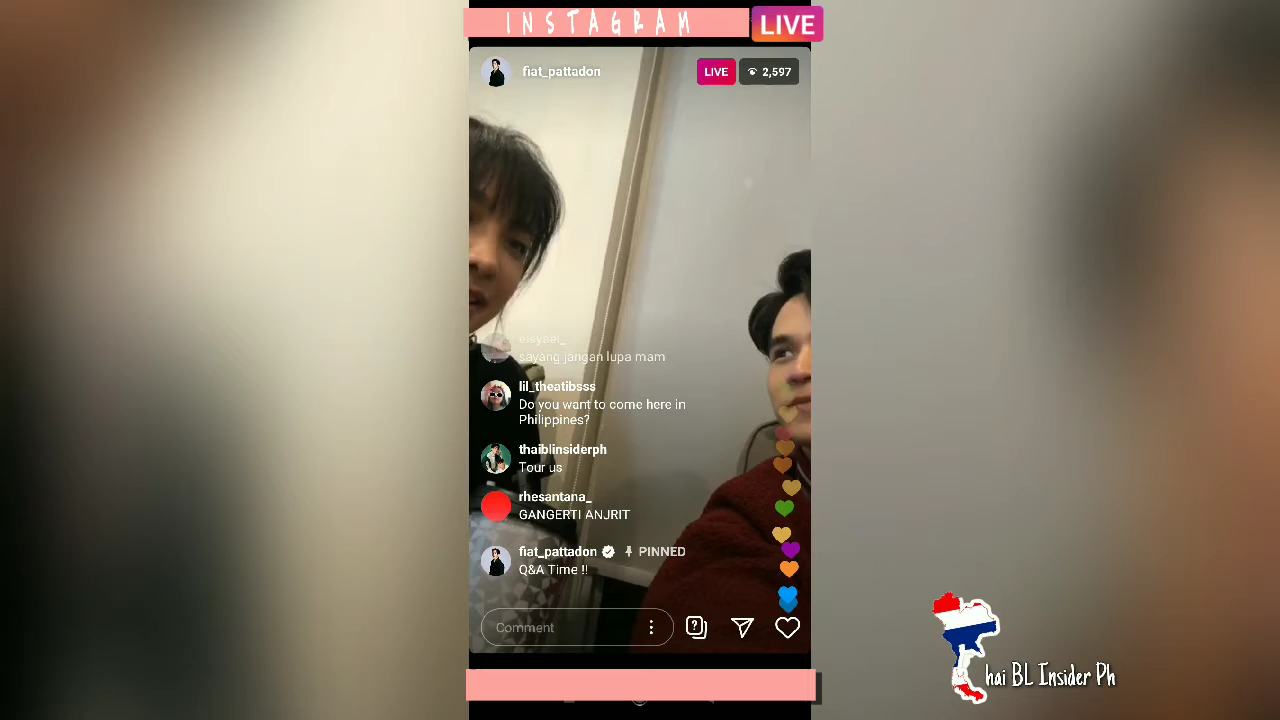 INSTAGRAM
LIVE
fiat_pattadon
LIVE
2,597
eisyaei_
sayang jangan lupa mam
lil_theatibsss
Do you want to come here in
Philippines?
thaiblinsiderph
Tour us
rhesantana_
GANGERTI ANJRIT
fiat_pattadon PINNED
Q&A Time !!
Comment
hai BL Insider Ph